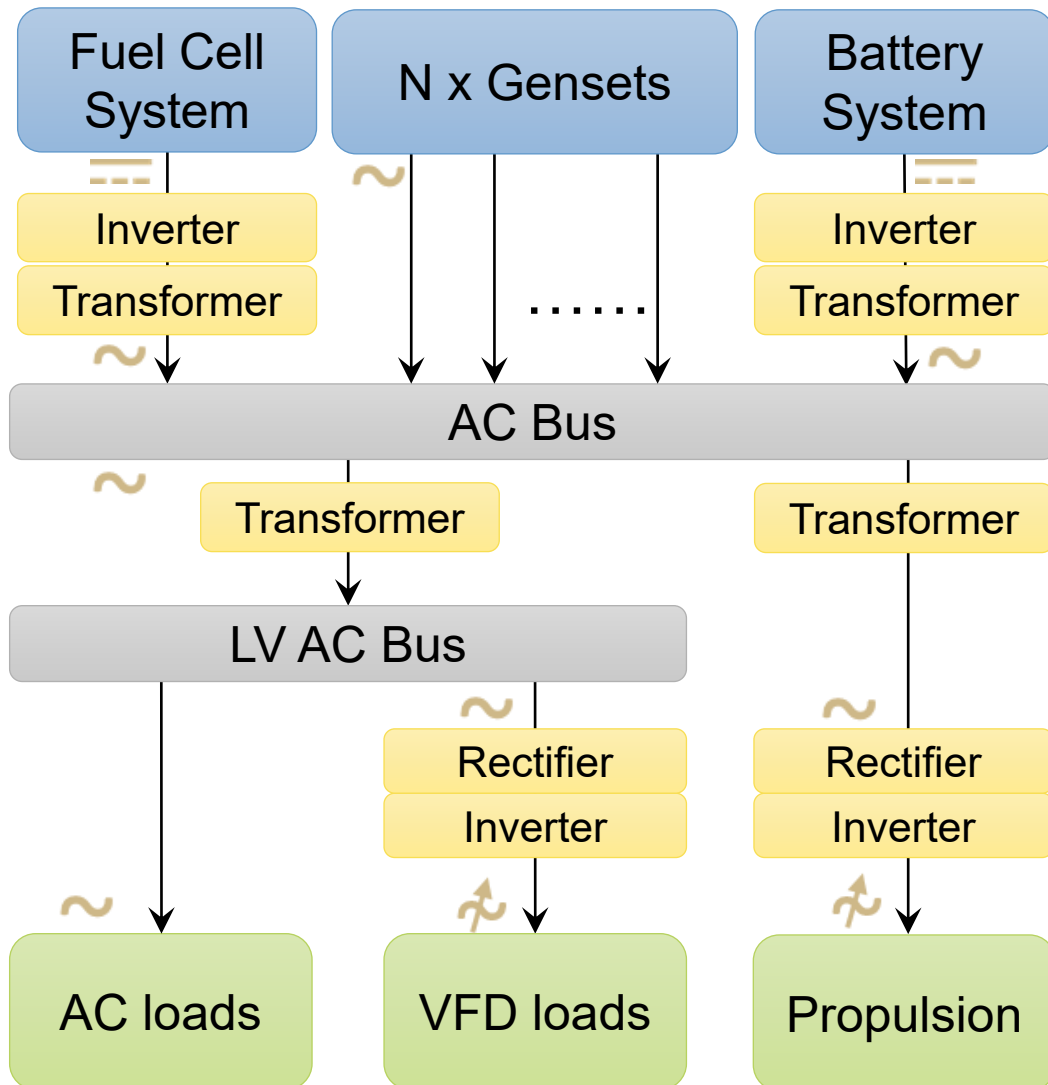 Fuel Cell
System
N x Gensets
Battery
System
Inverter
Transformer
Inverter
Transformer
......
AC Bus
Transformer
Transformer
LV AC Bus
Rectifier
Inverter
Rectifier
Inverter
AC loads
VFD loads
Propulsion